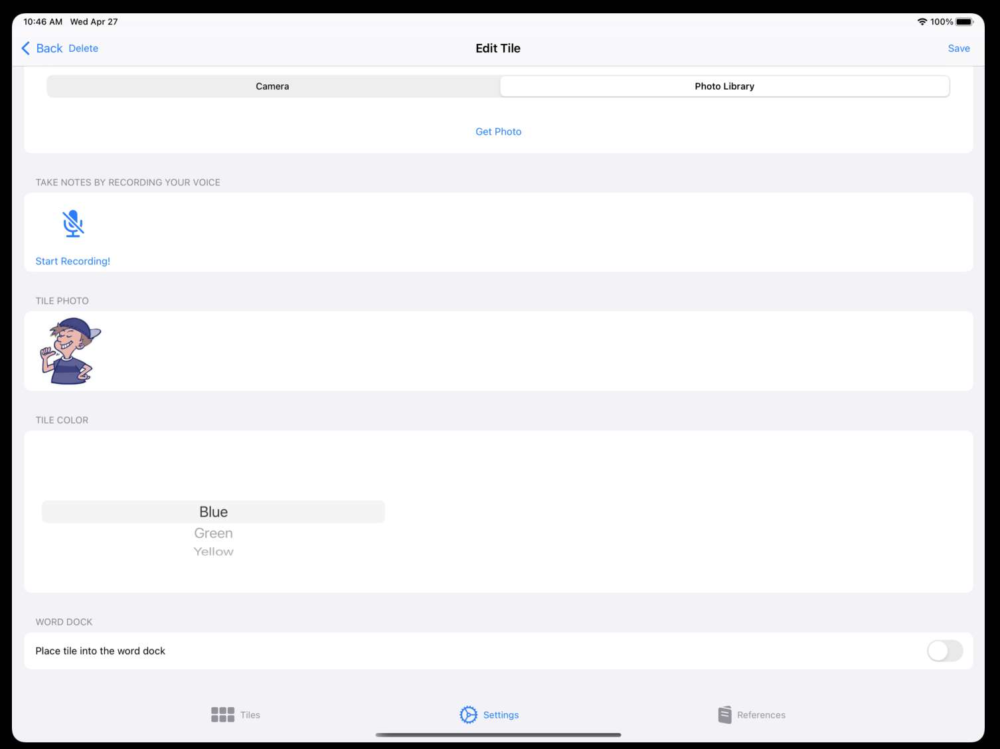 10:46 AM Wed Apr 27 100%
Back Delete Edit Tile Save
Camera Photo Library
Get Photo
TAKE NOTES BY RECORDING YOUR VOICE
Start Recording!
TILE PHOTO
TILE COLOR
Blue
Green
Yellow
WORD DOCK
Place tile into the word dock
Tiles Settings References